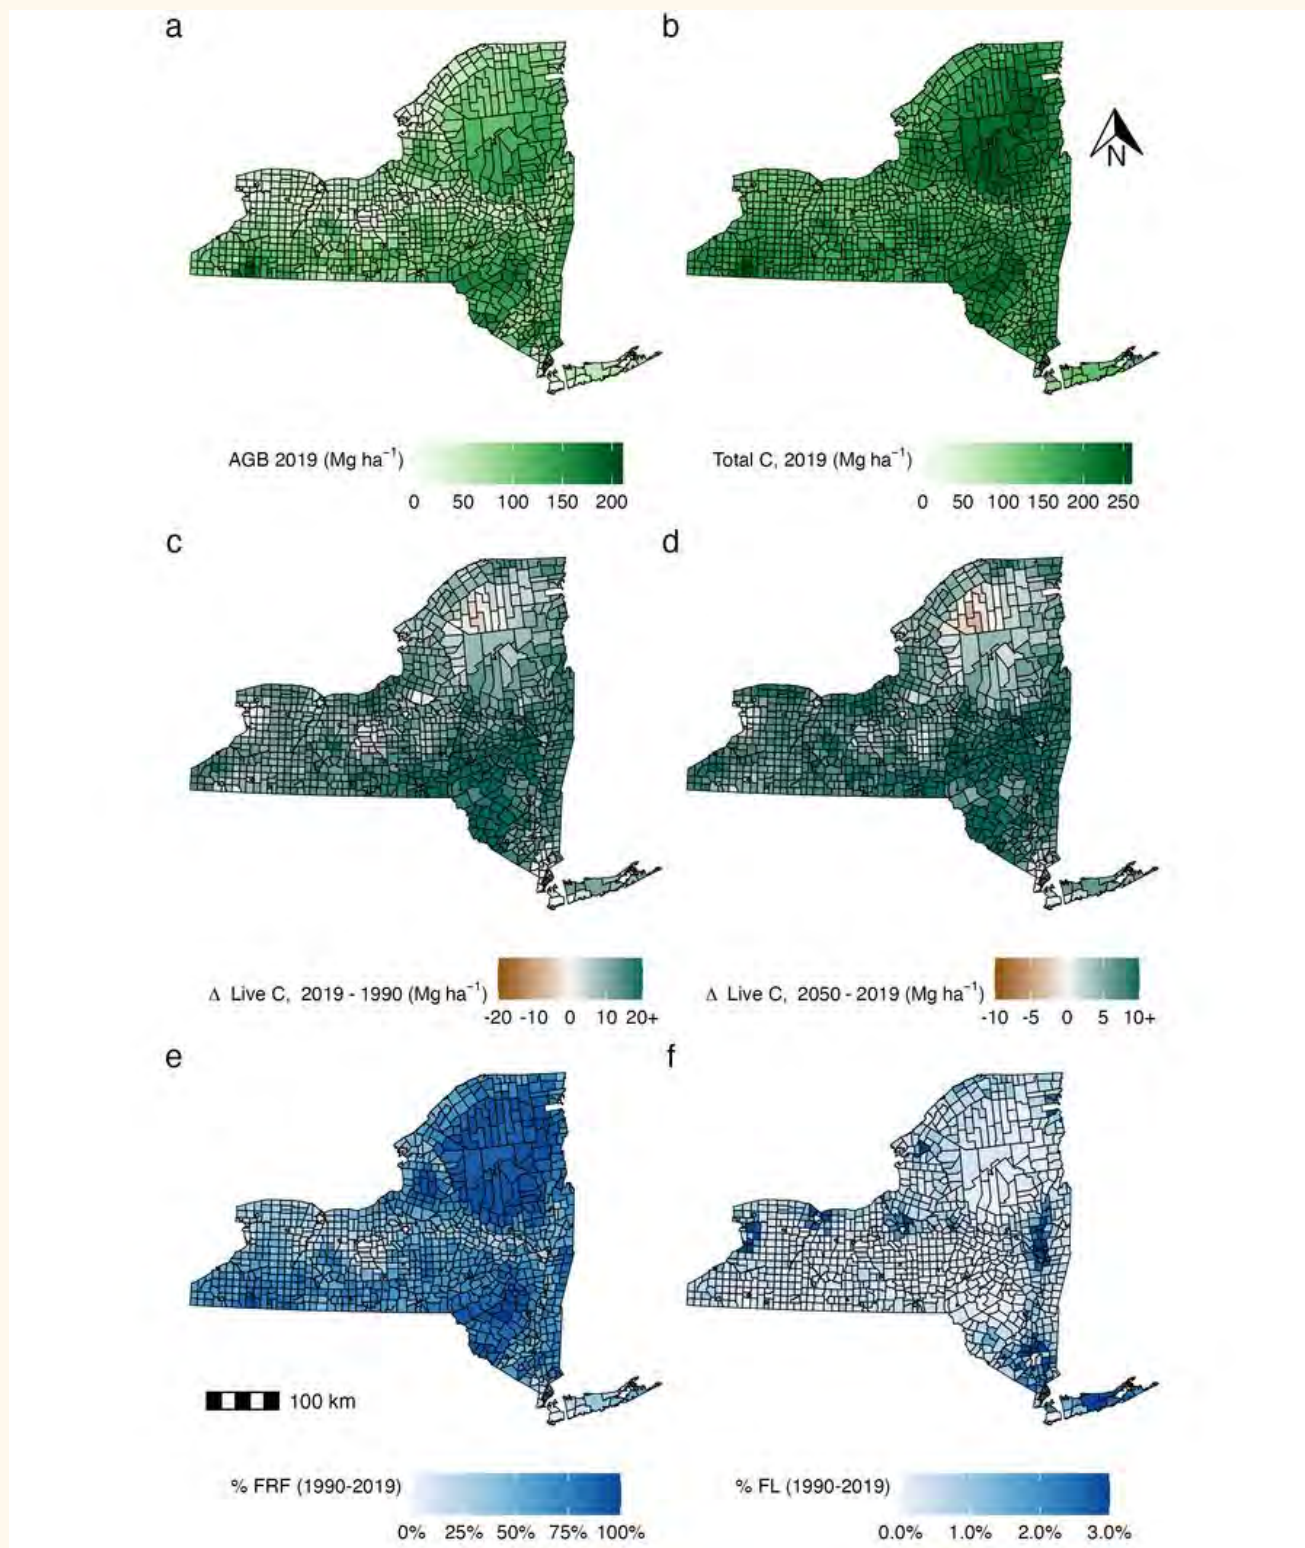 a
b
N
AGB 2019 (Mg ha⁻¹)
0 50 100 150 200
Total C, 2019 (Mg ha⁻¹)
0 50 100 150 200 250
c
d
Δ Live C, 2019 - 1990 (Mg ha⁻¹)
-20 -10 0 10 20+
Δ Live C, 2050 - 2019 (Mg ha⁻¹)
-10 -5 0 5 10+
e
f
100 km
% FRF (1990-2019)
0% 25% 50% 75% 100%
% FL (1990-2019)
0.0% 1.0% 2.0% 3.0%